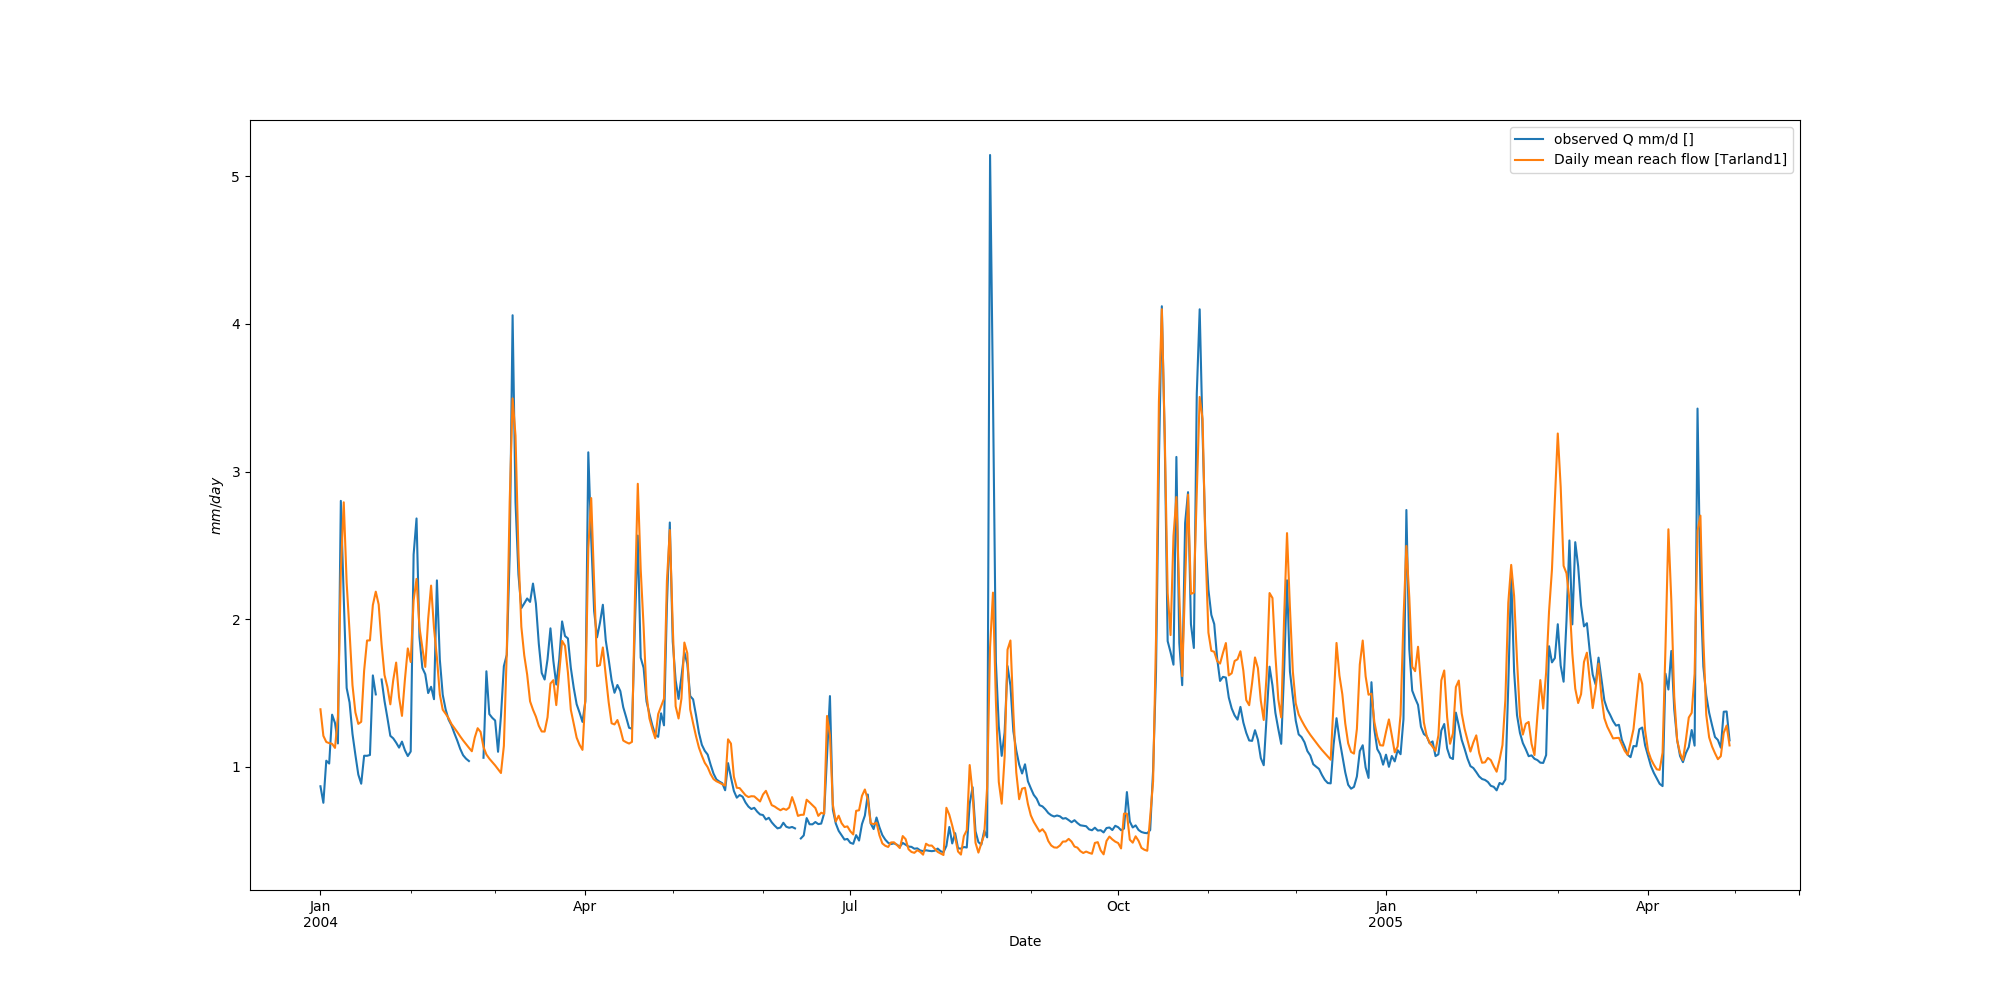 observed Q mm/d []
Daily mean reach flow [Tarland1]
5
4
3
2
1
mm/day
Jan
2004
Apr
Jul
Oct
Jan
2005
Apr
Date